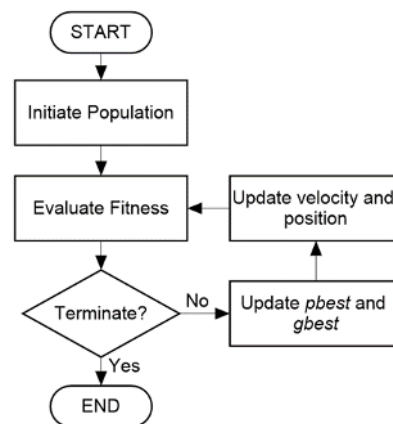 START
Initiate Population
Evaluate Fitness
Update velocity and
position
Terminate?
No
Update pbest and
gbest
Yes
END